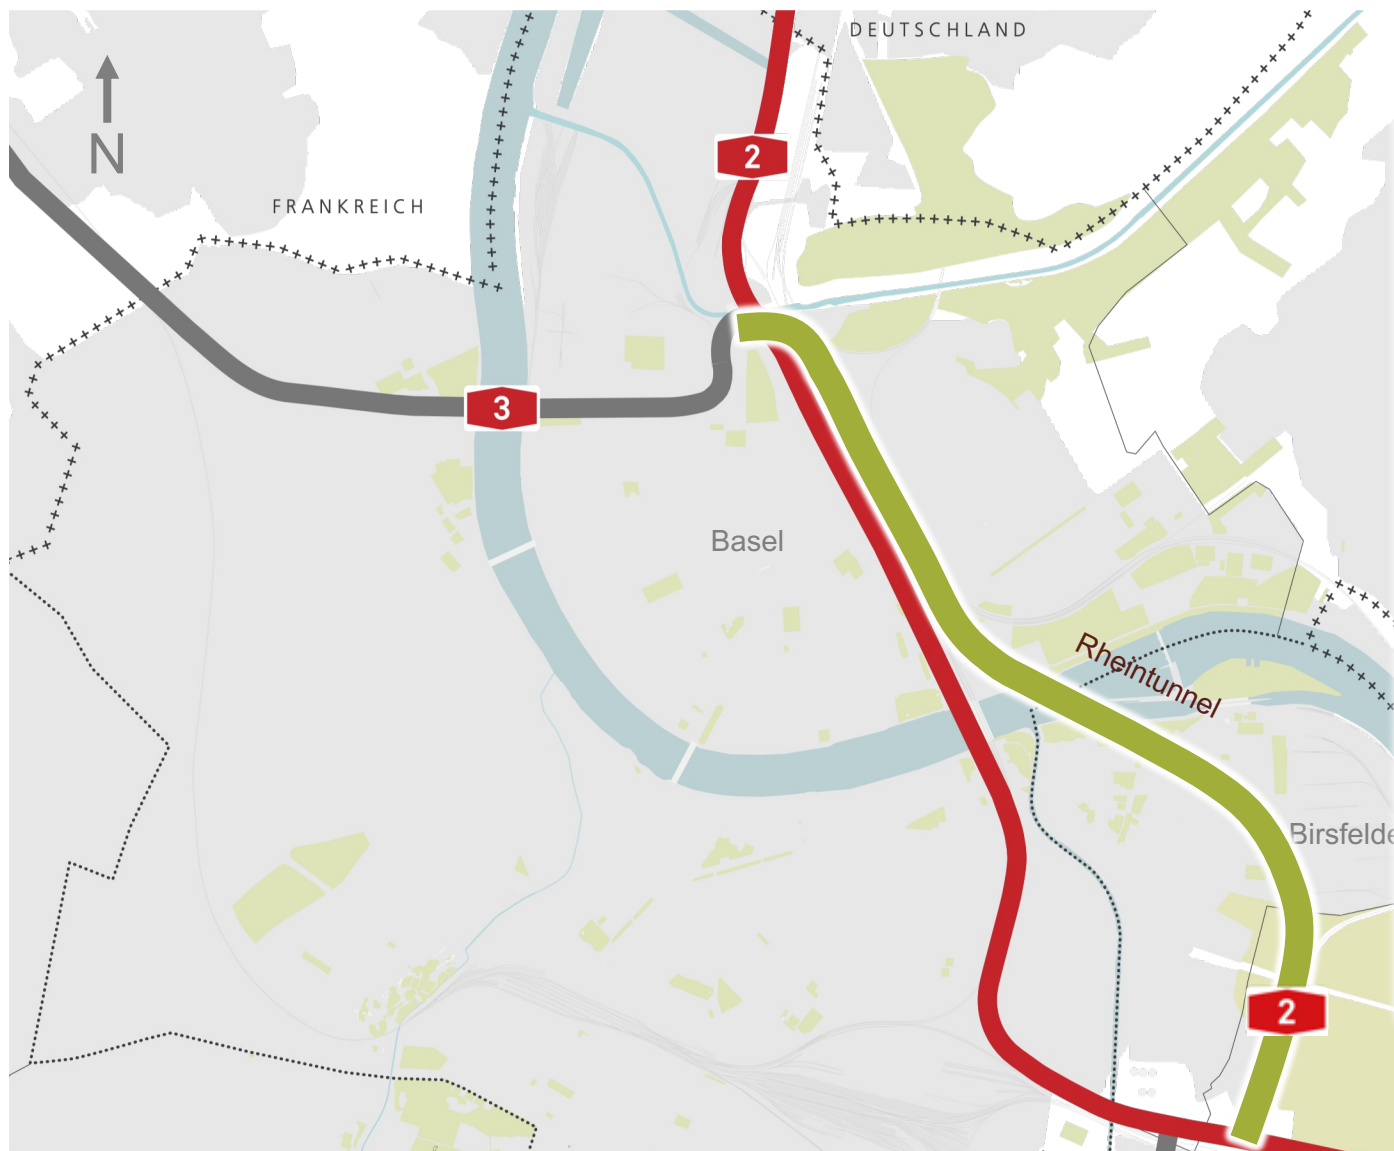 DEUTSCHLAND
2
N
FRANKREICH
3
Basel
Rheintunnel
Birsfelde
2